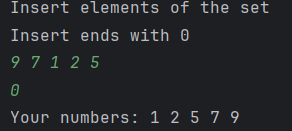 Insert elements of the set
Insert ends with 0
9 7 1 2 5
0
Your numbers: 1 2 5 7 9